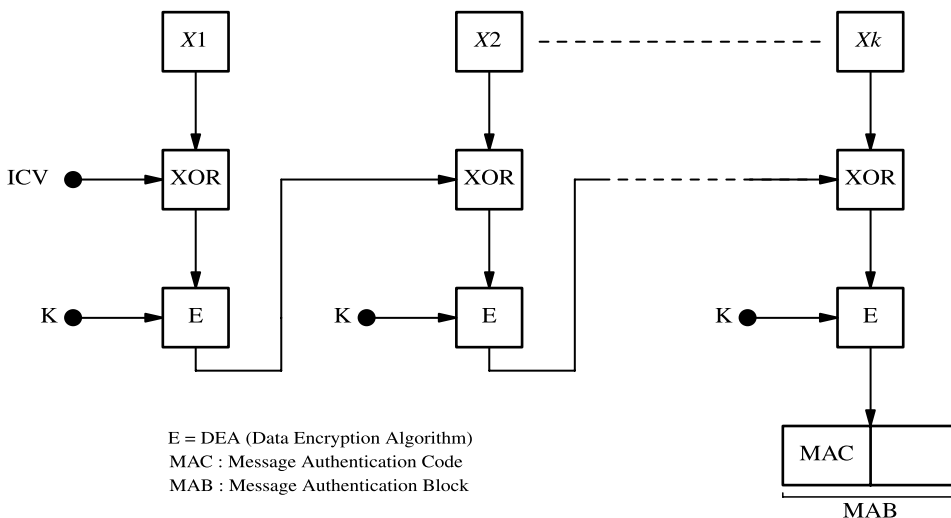 X1
X2
Xk
ICV
XOR
XOR
XOR
K
E
K
E
K
E
E = DEA (Data Encryption Algorithm)
MAC : Message Authentication Code
MAB : Message Authentication Block
MAC
MAB